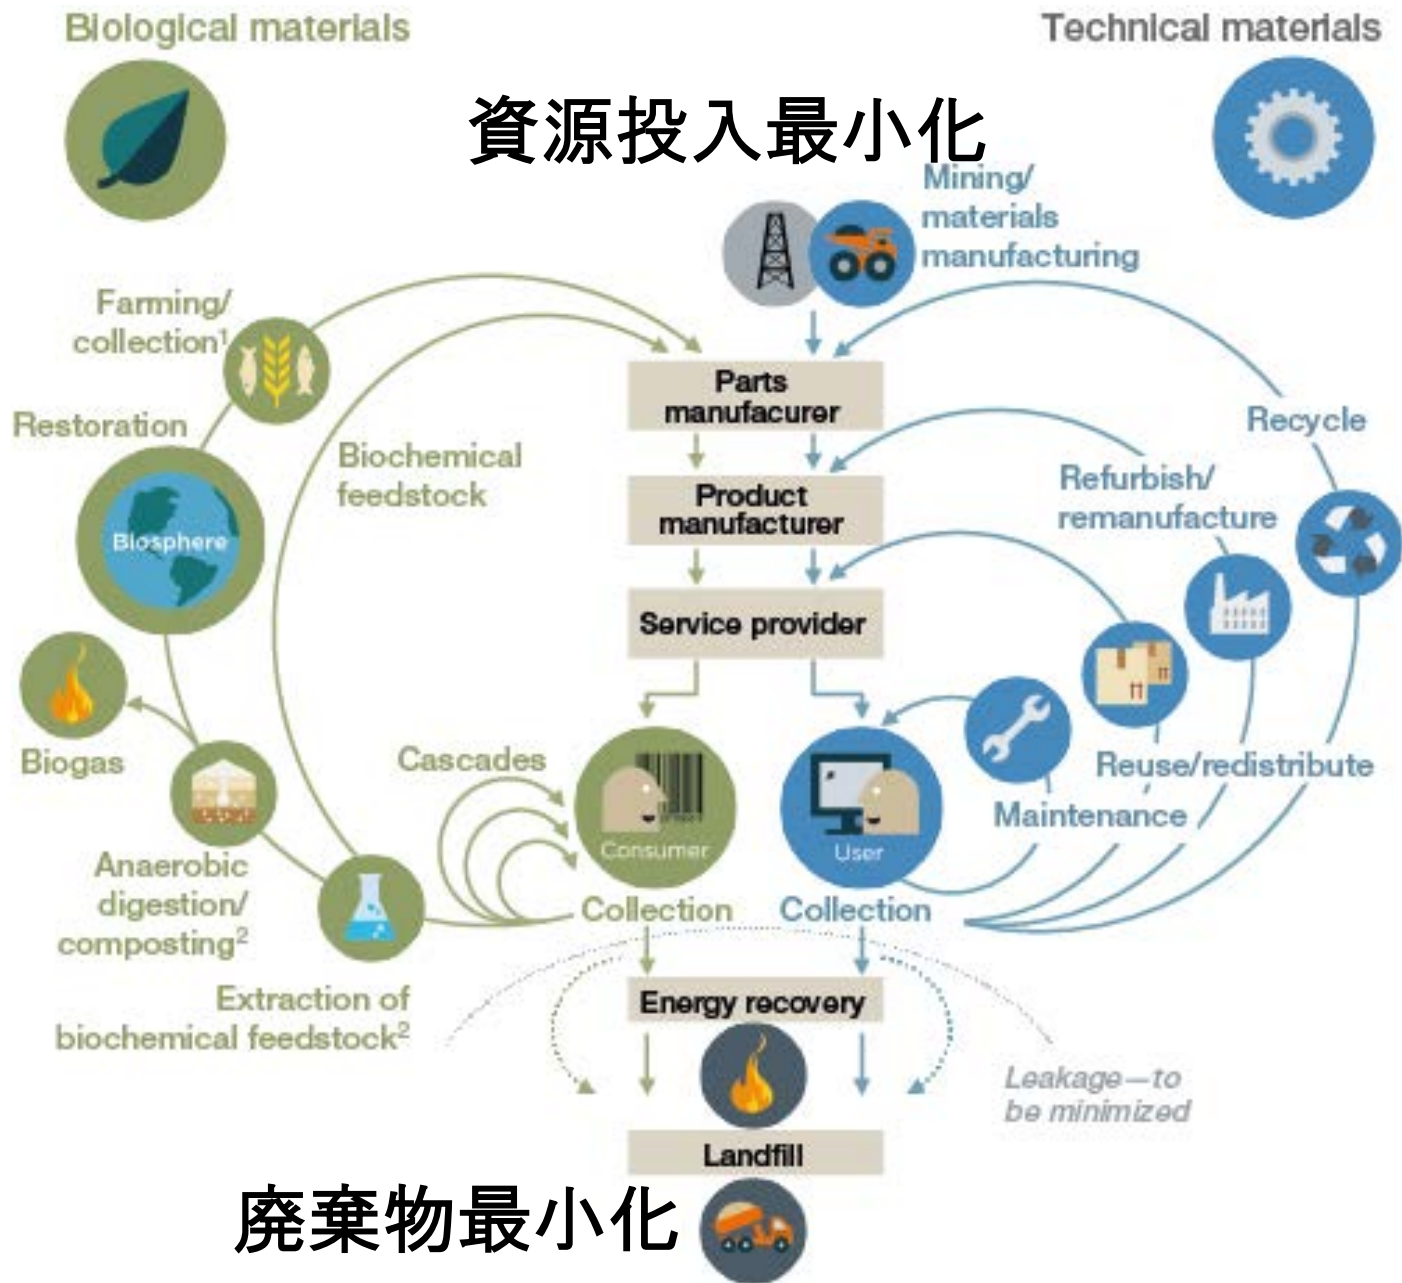 Biological materials
Technical materials
資源投入最小化
Mining/
materials
manufacturing
Farming/
collection¹
Parts
manufacurer
Recycle
Restoration
Biochemical
feedstock
Refurbish/
remanufacture
Product
manufacturer
Biosphere
Service provider
Biogas
Cascades
Reuse/redistribute
Maintenance
Consumer
User
Anaerobic
digestion/
composting²
Collection
Collection
Extraction of
biochemical feedstock²
Energy recovery
Leakage—to
be minimized
Landfill
廃棄物最小化